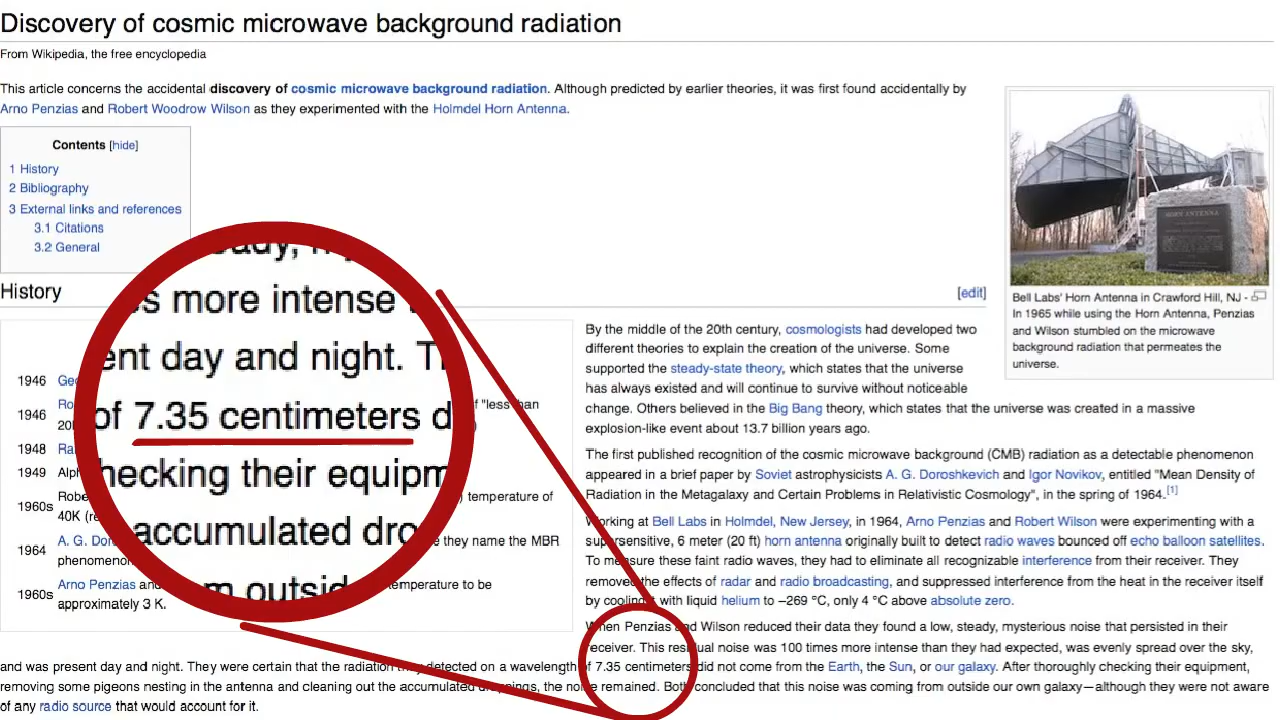 Discovery of cosmic microwave background radiation
From Wikipedia, the free encyclopedia
This article concerns the accidental discovery of cosmic microwave background radiation. Although predicted by earlier theories, it was first found accidentally by
Arno Penzias and Robert Woodrow Wilson as they experimented with the Holmdel Horn Antenna.
Contents [hide]
1 History
2 Bibliography
3 External links and references
3.1 Citations
3.2 General
Bell Labs' Horn Antenna in Crawford Hill, NJ -
In 1965 while using the Horn Antenna, Penzias
and Wilson stumbled on the microwave
background radiation that permeates the
universe.
HORN ANTENNA
History
[edit]
1946
1946
1948
1949
1960s
40K
temperature of
1964 A. G.
they name the MBR
1960s Arno Penzias
temperature to be
approximately 3 K.
more intense
day and night.
of 7.35 centimeters
their equipm
accumulated
outsid
By the middle of the 20th century, cosmologists had developed two
different theories to explain the creation of the universe. Some
supported the steady-state theory, which states that the universe
has always existed and will continue to survive without noticeable
change. Others believed in the Big Bang theory, which states that the universe was created in a massive
explosion-like event about 13.7 billion years ago.
The first published recognition of the cosmic microwave background (CMB) radiation as a detectable phenomenon
appeared in a brief paper by Soviet astrophysicists A. G. Doroshkevich and Igor Novikov, entitled "Mean Density of
Radiation in the Metagalaxy and Certain Problems in Relativistic Cosmology", in the spring of 1964.[1]
Working at Bell Labs in Holmdel, New Jersey, in 1964, Arno Penzias and Robert Wilson were experimenting with a
supersensitive, 6 meter (20 ft) horn antenna originally built to detect radio waves bounced off echo balloon satellites.
To measure these faint radio waves, they had to eliminate all recognizable interference from their receiver. They
removed the effects of radar and radio broadcasting, and suppressed interference from the heat in the receiver itself
by cooling it with liquid helium to −269 °C, only 4 °C above absolute zero.
When Penzias and Wilson reduced their data they found a low, steady, mysterious noise that persisted in their
receiver. This residual noise was 100 times more intense than they had expected, was evenly spread over the sky,
and was present day and night. They were certain that the radiation they detected on a wavelength of 7.35 centimeters did not come from the Earth, the Sun, or our galaxy. After thoroughly checking their equipment,
removing some pigeons nesting in the antenna and cleaning out the accumulated droppings, the noise remained. Both concluded that this noise was coming from outside our own galaxy—although they were not aware
of any radio source that would account for it.